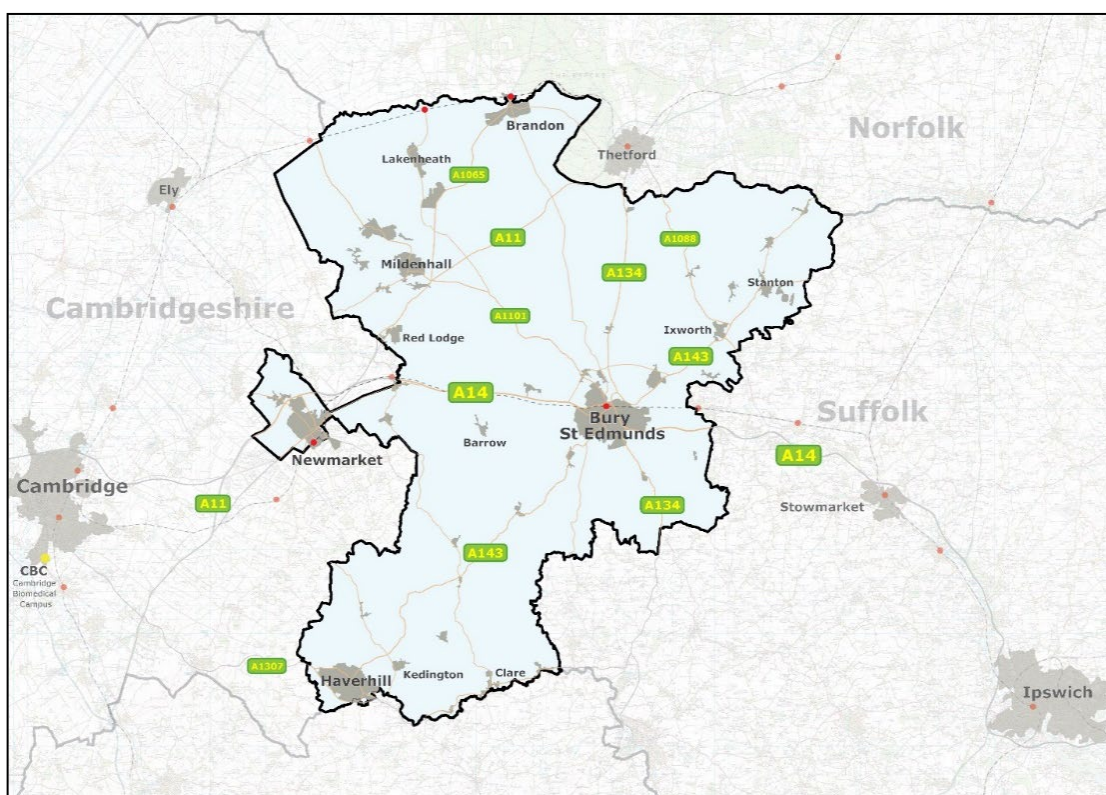 Norfolk
Brandon
Thetford
Lakenheath
A1065
Ely
A11
A1088
Mildenhall
A134
Stanton
Cambridgeshire
A1101
Ixworth
Red Lodge
A143
A14
Suffolk
Bury
St Edmunds
Barrow
Newmarket
A14
Cambridge
A11
A134
Stowmarket
A143
CBC
Cambridge
Biomedical
Campus
A1307
Kedington
Clare
Haverhill
Ipswich